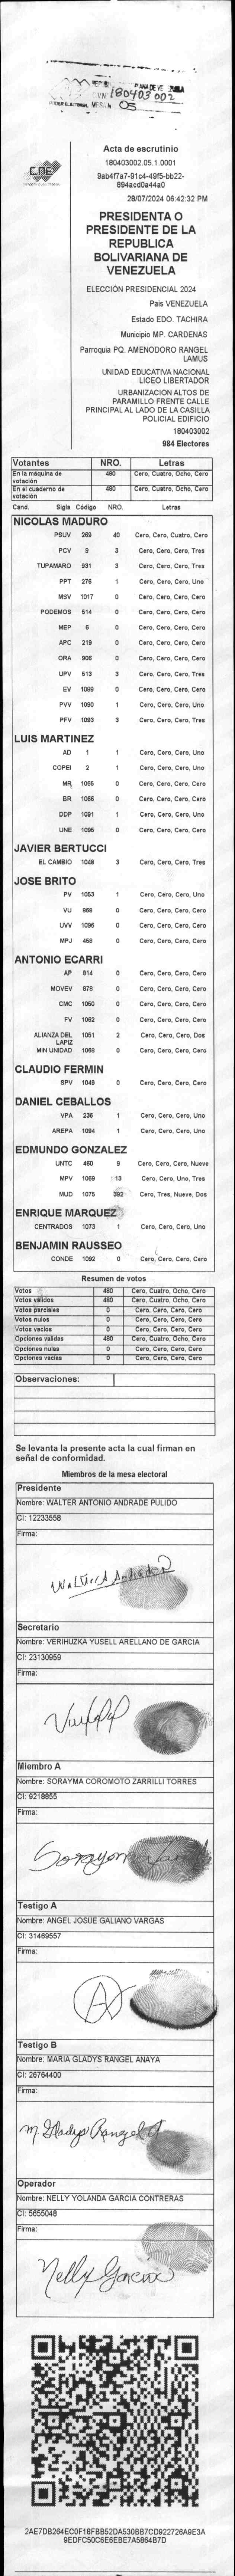 180403002
05
CNE
Acta de escrutinio
180403002.05.1.0001
9ab4f7a7-91c4-49f5-bb22-
894acd0a44a0
28/07/2024 06:42:32 PM
PRESIDENTA O
PRESIDENTE DE LA
REPUBLICA
BOLIVARIANA DE
VENEZUELA
ELECCIÓN PRESIDENCIAL 2024
Pais VENEZUELA
Estado EDO. TACHIRA
Municipio MP. CARDENAS
Parroquia PQ. AMENODORO RANGEL
LAMUS
UNIDAD EDUCATIVA NACIONAL
LICEO LIBERTADOR
URBANIZACION ALTOS DE
PARAMILLO FRENTE CALLE
PRINCIPAL AL LADO DE LA CASILLA
POLICIAL EDIFICIO
180403002
984 Electores
Votantes NRO. Letras
En la máquina de votación 480 Cero, Cuatro, Ocho, Cero
En el cuaderno de votación 480 Cero, Cuatro, Ocho, Cero
Cand. Sigla Código NRO. Letras
NICOLAS MADURO
PSUV 269 40 Cero, Cero, Cuatro, Cero
PCV 9 3 Cero, Cero, Cero, Tres
TUPAMARO 931 3 Cero, Cero, Cero, Tres
PPT 276 1 Cero, Cero, Cero, Uno
MSV 1017 0 Cero, Cero, Cero, Cero
PODEMOS 514 0 Cero, Cero, Cero, Cero
MEP 6 0 Cero, Cero, Cero, Cero
APC 219 0 Cero, Cero, Cero, Cero
ORA 906 0 Cero, Cero, Cero, Cero
UPV 513 3 Cero, Cero, Cero, Tres
EV 1089 0 Cero, Cero, Cero, Cero
PVV 1090 1 Cero, Cero, Cero, Uno
PFV 1093 3 Cero, Cero, Cero, Tres
LUIS MARTINEZ
AD 1 1 Cero, Cero, Cero, Uno
COPEI 2 1 Cero, Cero, Cero, Uno
MR 1065 0 Cero, Cero, Cero, Cero
BR 1066 0 Cero, Cero, Cero, Cero
DDP 1091 1 Cero, Cero, Cero, Uno
UNE 1095 0 Cero, Cero, Cero, Cero
JAVIER BERTUCCI
EL CAMBIO 1048 3 Cero, Cero, Cero, Tres
JOSE BRITO
PV 1053 1 Cero, Cero, Cero, Uno
VU 868 0 Cero, Cero, Cero, Cero
UVV 1096 0 Cero, Cero, Cero, Cero
MPJ 458 0 Cero, Cero, Cero, Cero
ANTONIO ECARRI
AP 814 0 Cero, Cero, Cero, Cero
MOVEV 878 0 Cero, Cero, Cero, Cero
CMC 1050 0 Cero, Cero, Cero, Cero
FV 1062 0 Cero, Cero, Cero, Cero
ALIANZA DEL LAPIZ 1051 2 Cero, Cero, Cero, Dos
MIN UNIDAD 1068 0 Cero, Cero, Cero, Cero
CLAUDIO FERMIN
SPV 1049 0 Cero, Cero, Cero, Cero
DANIEL CEBALLOS
VPA 236 1 Cero, Cero, Cero, Uno
AREPA 1094 1 Cero, Cero, Cero, Uno
EDMUNDO GONZALEZ
UNTC 460 9 Cero, Cero, Cero, Nueve
MPV 1069 13 Cero, Cero, Uno, Tres
MUD 1075 392 Cero, Tres, Nueve, Dos
ENRIQUE MARQUEZ
CENTRADOS 1073 1 Cero, Cero, Cero, Uno
BENJAMIN RAUSSEO
CONDE 1092 0 Cero, Cero, Cero, Cero
Resumen de votos
Votos 480 Cero, Cuatro, Ocho, Cero
Votos válidos 480 Cero, Cuatro, Ocho, Cero
Votos parciales 0 Cero, Cero, Cero, Cero
Votos nulos 0 Cero, Cero, Cero, Cero
Votos vacíos 0 Cero, Cero, Cero, Cero
Opciones validas 480 Cero, Cuatro, Ocho, Cero
Opciones nulas 0 Cero, Cero, Cero, Cero
Opciones vacias 0 Cero, Cero, Cero, Cero
Observaciones:
Se levanta la presente acta la cual firman en
señal de conformidad.
Miembros de la mesa electoral
Presidente
Nombre: WALTER ANTONIO ANDRADE PULIDO
CI: 12233558
Firma:
Walter A Andrade P
Secretario
Nombre: VERIHUZKA YUSELL ARELLANO DE GARCIA
CI: 23130959
Firma:
Miembro A
Nombre: SORAYMA COROMOTO ZARRILLI TORRES
CI: 9218855
Firma:
Testigo A
Nombre: ANGEL JOSUE GALIANO VARGAS
CI: 31469557
Firma:
A
Testigo B
Nombre: MARIA GLADYS RANGEL ANAYA
CI: 26764400
Firma:
M Gladys Rangel A
Operador
Nombre: NELLY YOLANDA GARCIA CONTRERAS
CI: 5655048
Firma:
Nelly Garcia
2AE7DB264EC0F18FBB52DA530BB7CD922726A9E3A
9EDFC50C6E6EBE7A5864B7D